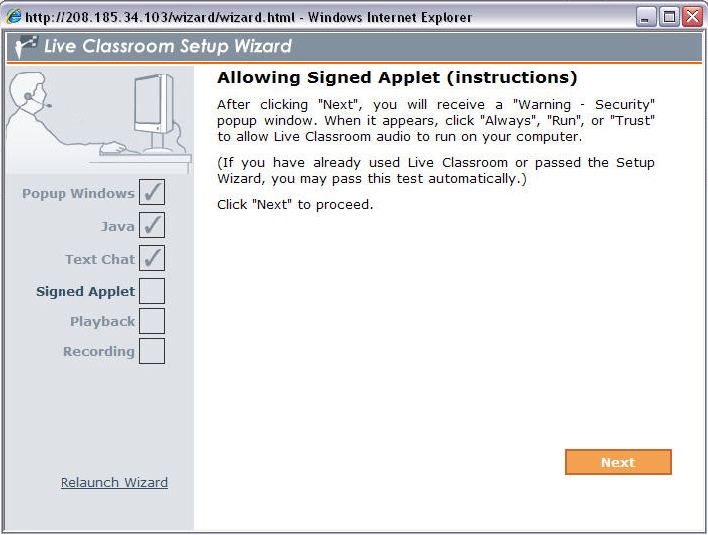 http://208.185.34.103/wizard/wizard.html - Windows Internet Explorer
Live Classroom Setup Wizard
Popup Windows
Java
Text Chat
Signed Applet
Playback
Recording
Relaunch Wizard
Allowing Signed Applet (instructions)
After clicking "Next", you will receive a "Warning - Security"
popup window. When it appears, click "Always", "Run", or "Trust"
to allow Live Classroom audio to run on your computer.
(If you have already used Live Classroom or passed the Setup
Wizard, you may pass this test automatically.)
Click "Next" to proceed.
Next